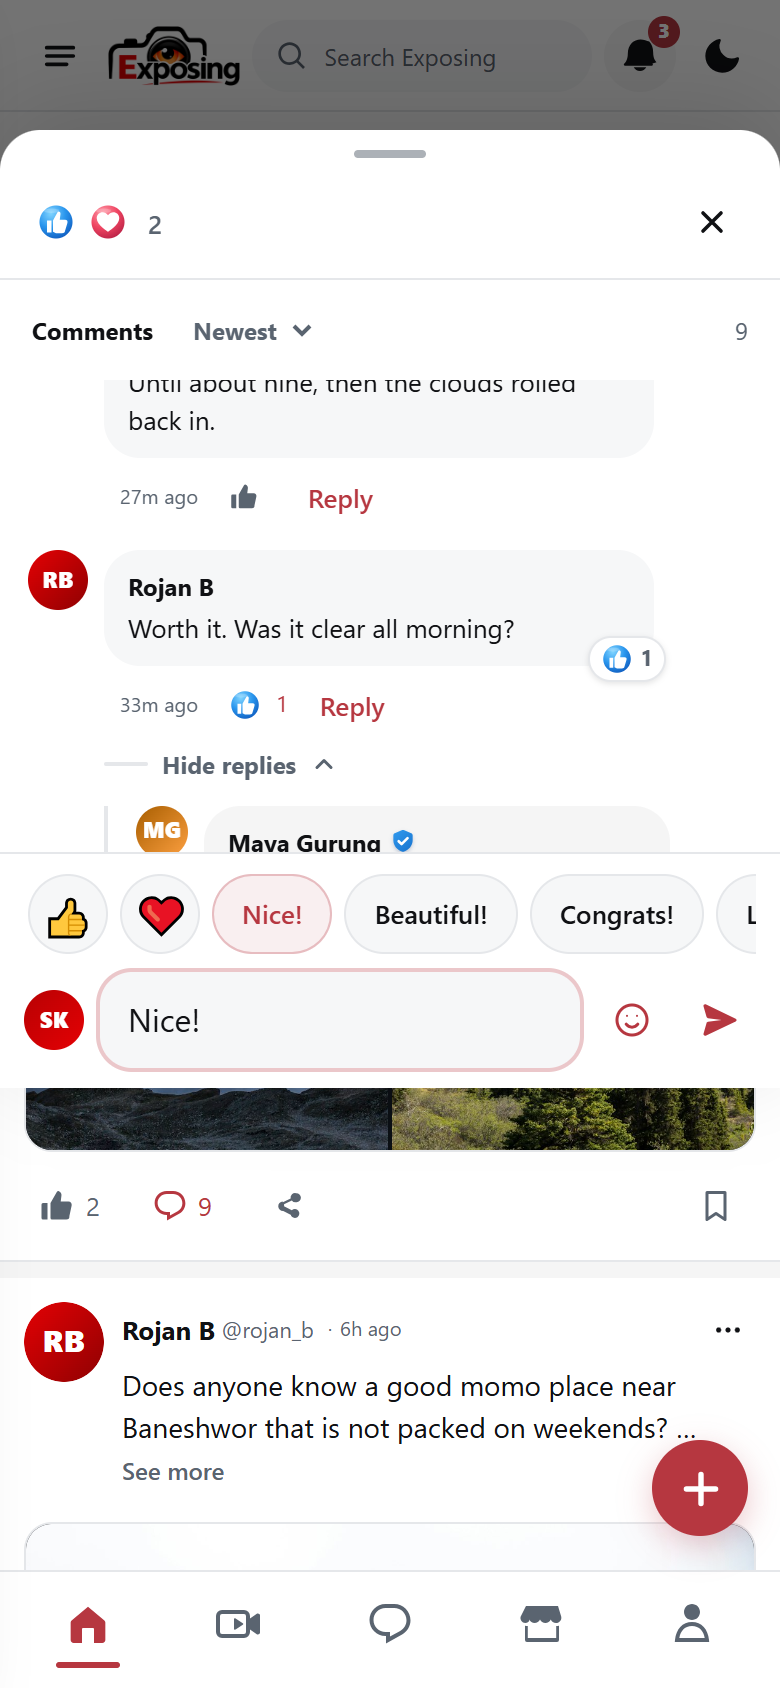 Exposing
Search Exposing
3
2
Comments
Newest
9
Until about nine, then the clouds rolled
back in.
27m ago
Reply
RB
Rojan B
Worth it. Was it clear all morning?
1
33m ago
1
Reply
Hide replies
MG
Maya Gurung
Nice!
Beautiful!
Congrats!
L
SK
Nice!
2
9
RB
Rojan B @rojan_b · 6h ago
Does anyone know a good momo place near
Baneshwor that is not packed on weekends? ...
See more